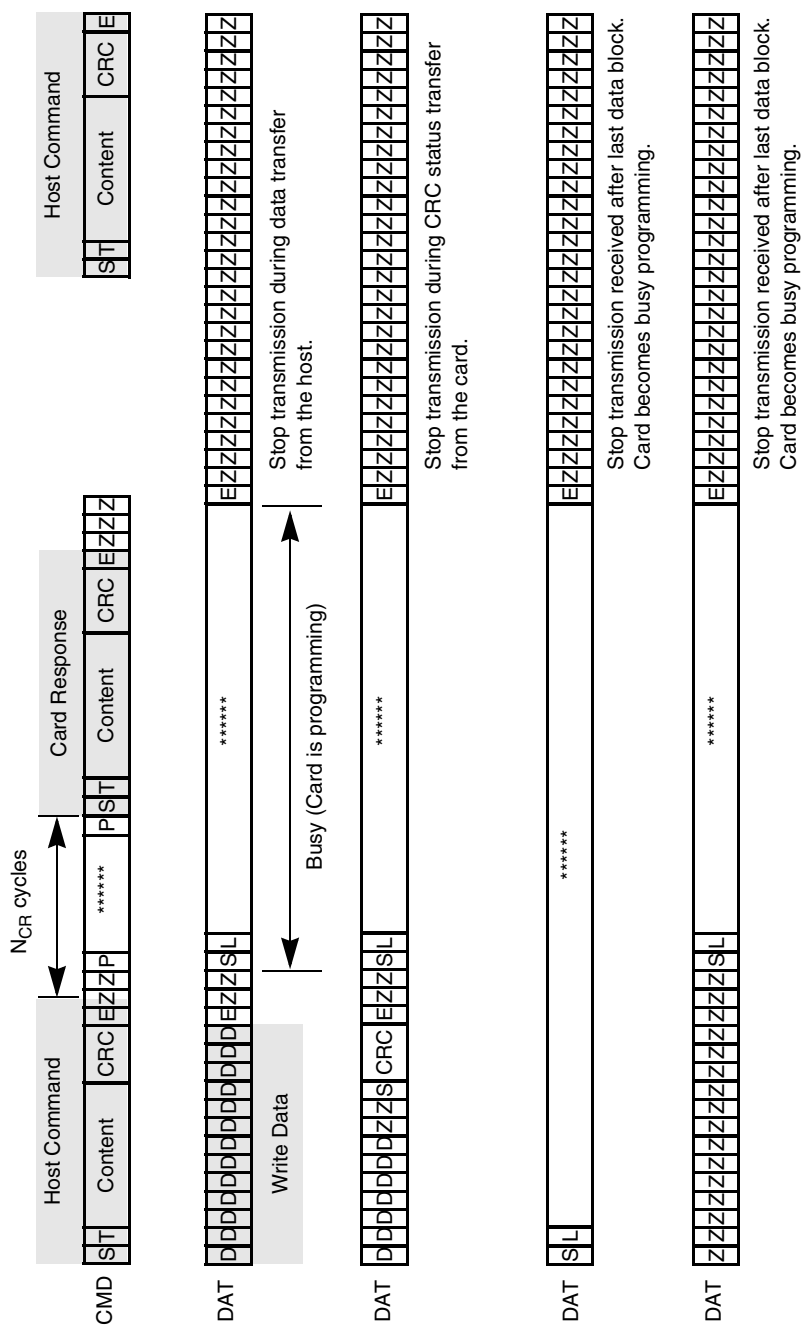 N_CR cycles
Host Command Card Response Host Command
CMD S T Content CRC E Z Z P ****** P S T Content CRC E Z Z Z S T Content CRC E
DAT D D D D D D D D D D D D D E Z Z S L ****** E Z Z Z Z Z Z Z Z Z Z Z Z Z Z Z Z Z Z Z Z Z Z Z Z Z Z
Write Data
Busy (Card is programming)
Stop transmission during data transfer
from the host.
DAT D D D D D D D Z Z S CRC E Z Z S L ****** E Z Z Z Z Z Z Z Z Z Z Z Z Z Z Z Z Z Z Z Z Z Z Z Z Z Z
Stop transmission during CRC status transfer
from the card.
DAT S L ****** E Z Z Z Z Z Z Z Z Z Z Z Z Z Z Z Z Z Z Z Z Z Z Z Z Z Z
Stop transmission received after last data block.
Card becomes busy programming.
DAT Z Z Z Z Z Z Z Z Z Z Z Z Z Z Z Z S L ****** E Z Z Z Z Z Z Z Z Z Z Z Z Z Z Z Z Z Z Z Z Z Z Z Z Z Z
Stop transmission received after last data block.
Card becomes busy programming.